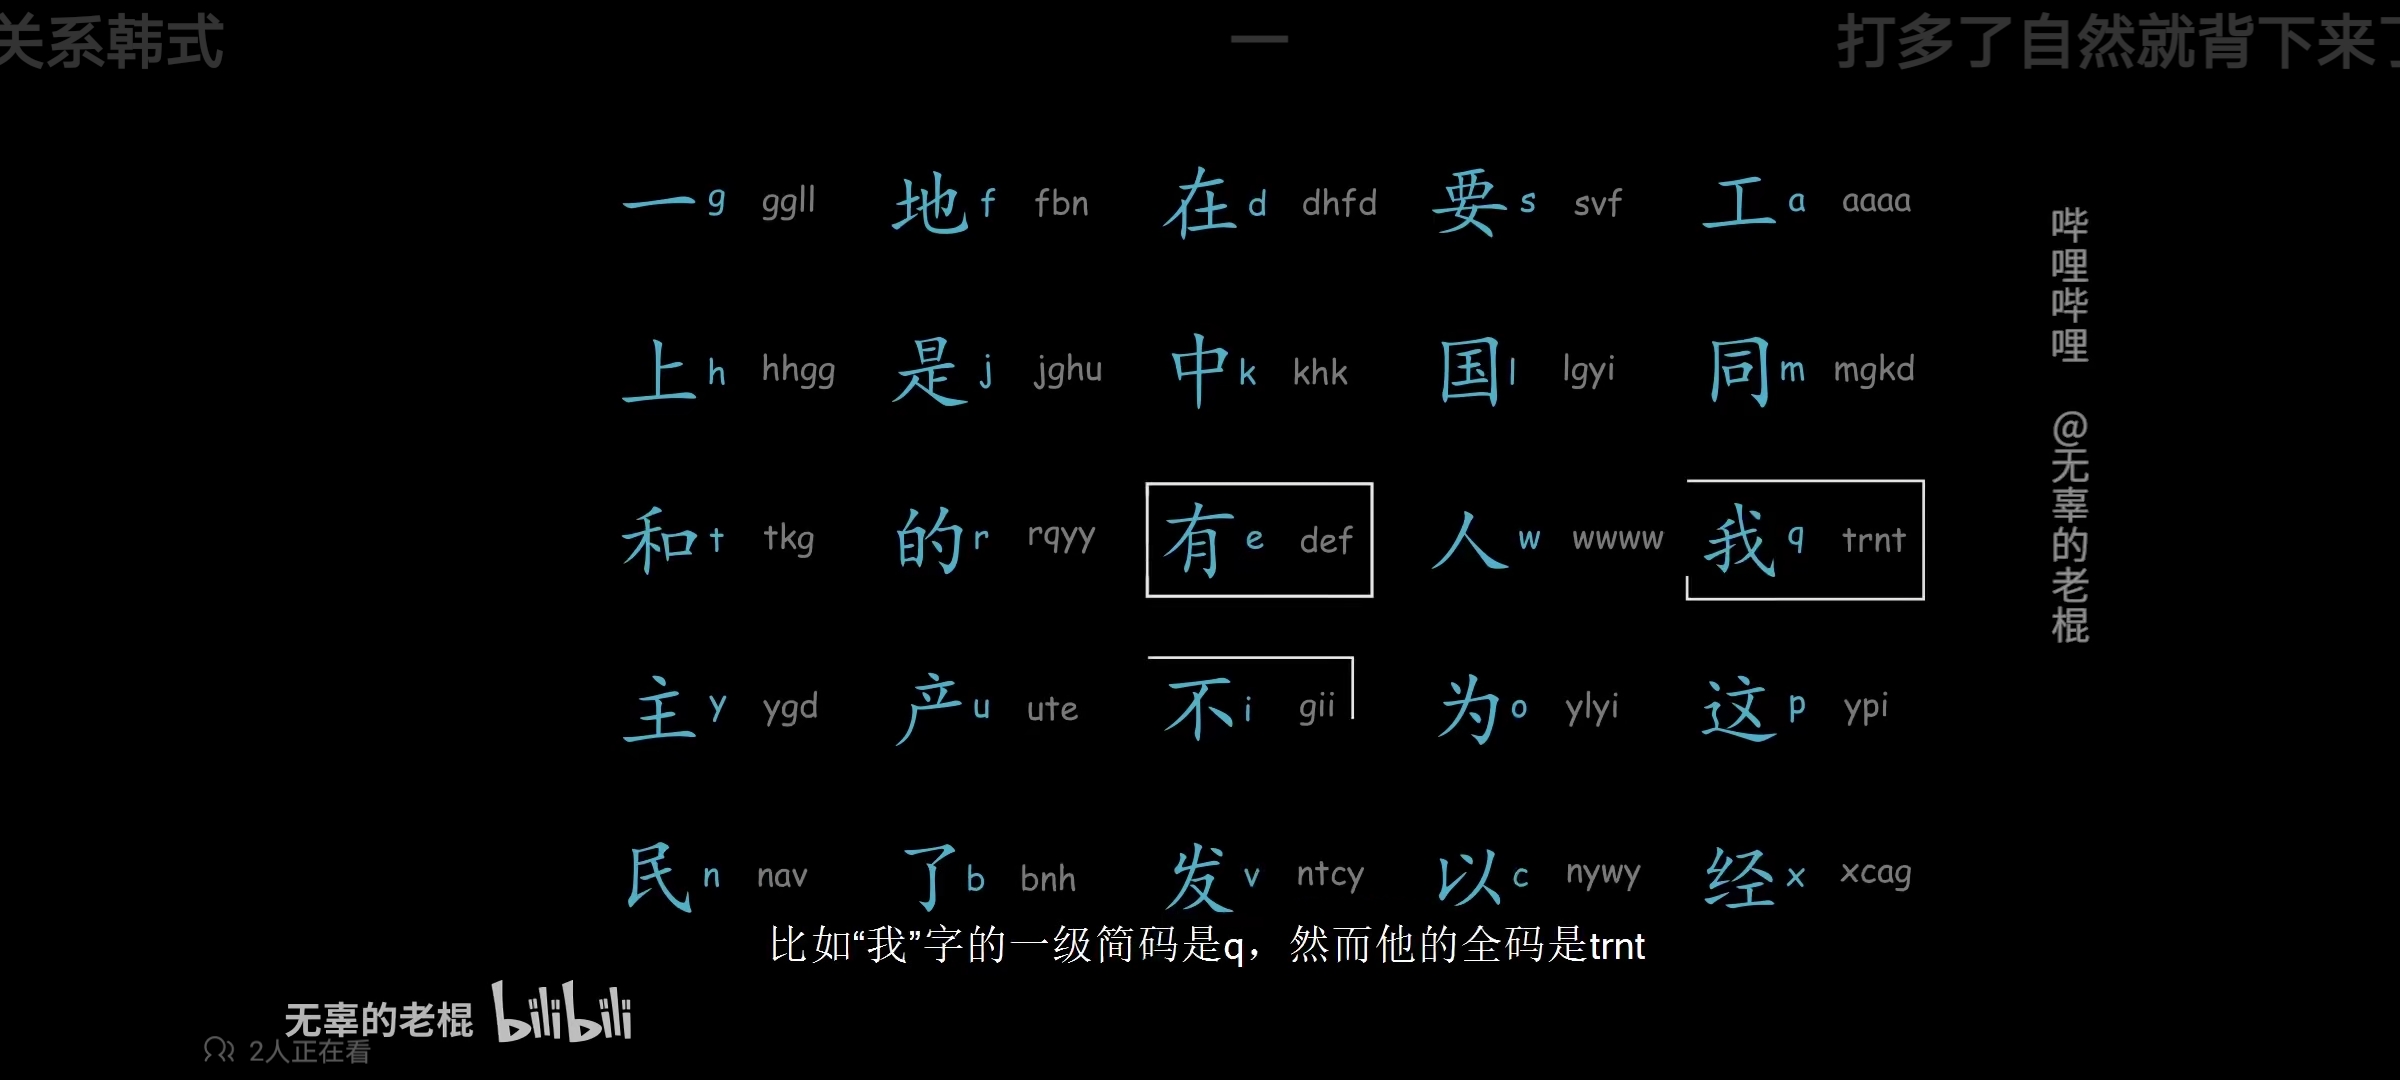 关系韩式 一 打多了自然就背下来了
一 g ggll 地 f fbn 在 d dhfd 要 s svf 工 a aaaa
上 h hhgg 是 j jghu 中 k khk 国 l lgyi 同 m mgkd
和 t tkg 的 r rqyy 有 e def 人 w wwww 我 q trnt
主 y ygd 产 u ute 不 i gii 为 o ylyi 这 p ypi
民 n nav 了 b bnh 发 v ntcy 以 c nywy 经 x xcag
哔哩哔哩 @无辜的老棍
比如“我”字的一级简码是q，然而他的全码是trnt
无辜的老棍 bilibili
2人正在看